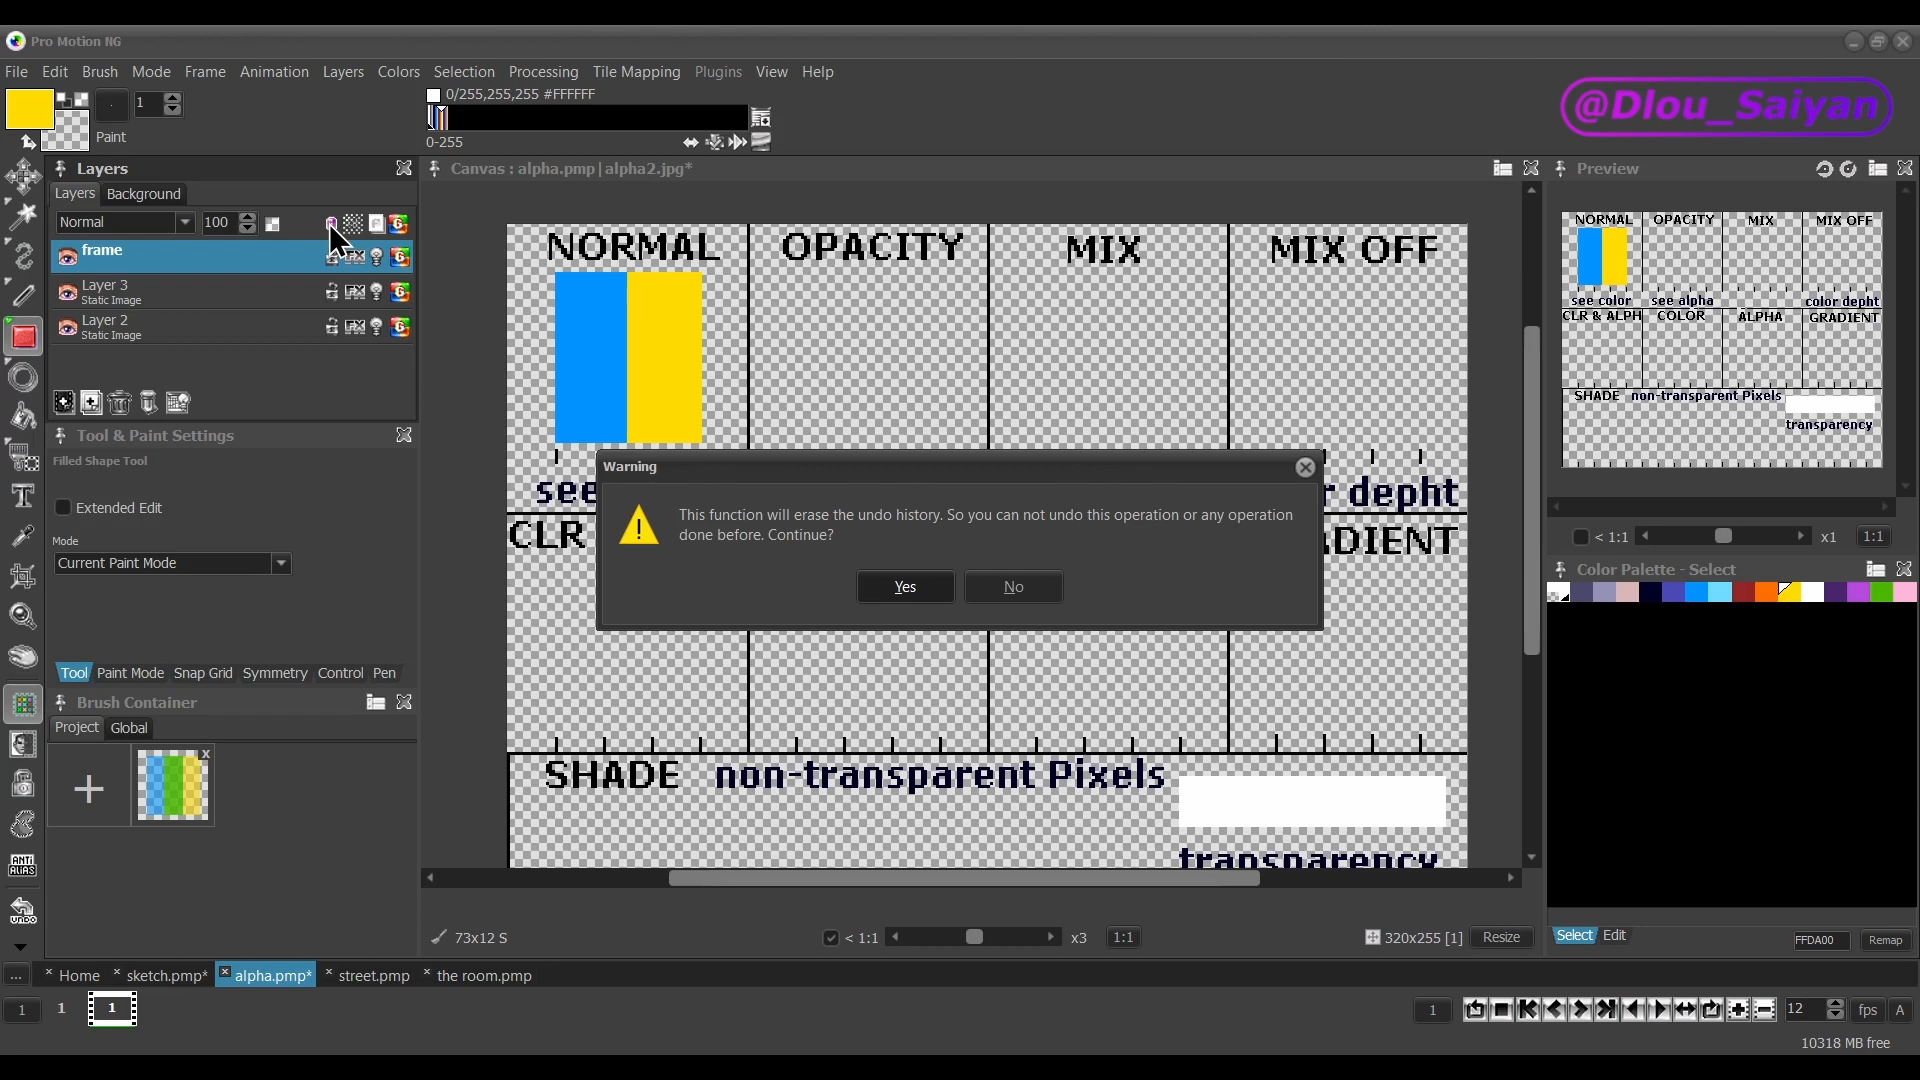 Pro Motion NG
File Edit Brush Mode Frame Animation Layers Colors Selection Processing Tile Mapping Plugins View Help
1
Paint
0/255,255,255 #FFFFFF
0-255
@Dlou_Saiyan
Layers
Layers Background
Normal 100
frame
FX
Layer 3
Static Image
FX
Layer 2
Static Image
FX
Tool & Paint Settings
Filled Shape Tool
Extended Edit
Mode
Current Paint Mode
Tool Paint Mode Snap Grid Symmetry Control Pen
Brush Container
Project Global
x
ANTI
ALIAS
UNDO
Canvas : alpha.pmp | alpha2.jpg*
NORMAL OPACITY MIX MIX OFF
see
r depht
CLR
DIENT
SHADE non-transparent Pixels
transparency
Warning
This function will erase the undo history. So you can not undo this operation or any operation
done before. Continue?
Yes No
73x12 S
< 1:1 x3 1:1
320x255 [1] Resize
Preview
NORMAL OPACITY MIX MIX OFF
see color see alpha color depht
CLR & ALPH COLOR ALPHA GRADIENT
SHADE non-transparent Pixels
transparency
< 1:1 x1 1:1
Color Palette - Select
Select Edit FFDA00 Remap
... Home sketch.pmp* alpha.pmp* street.pmp the room.pmp
1 1 1
1 12 fps A
10318 MB free